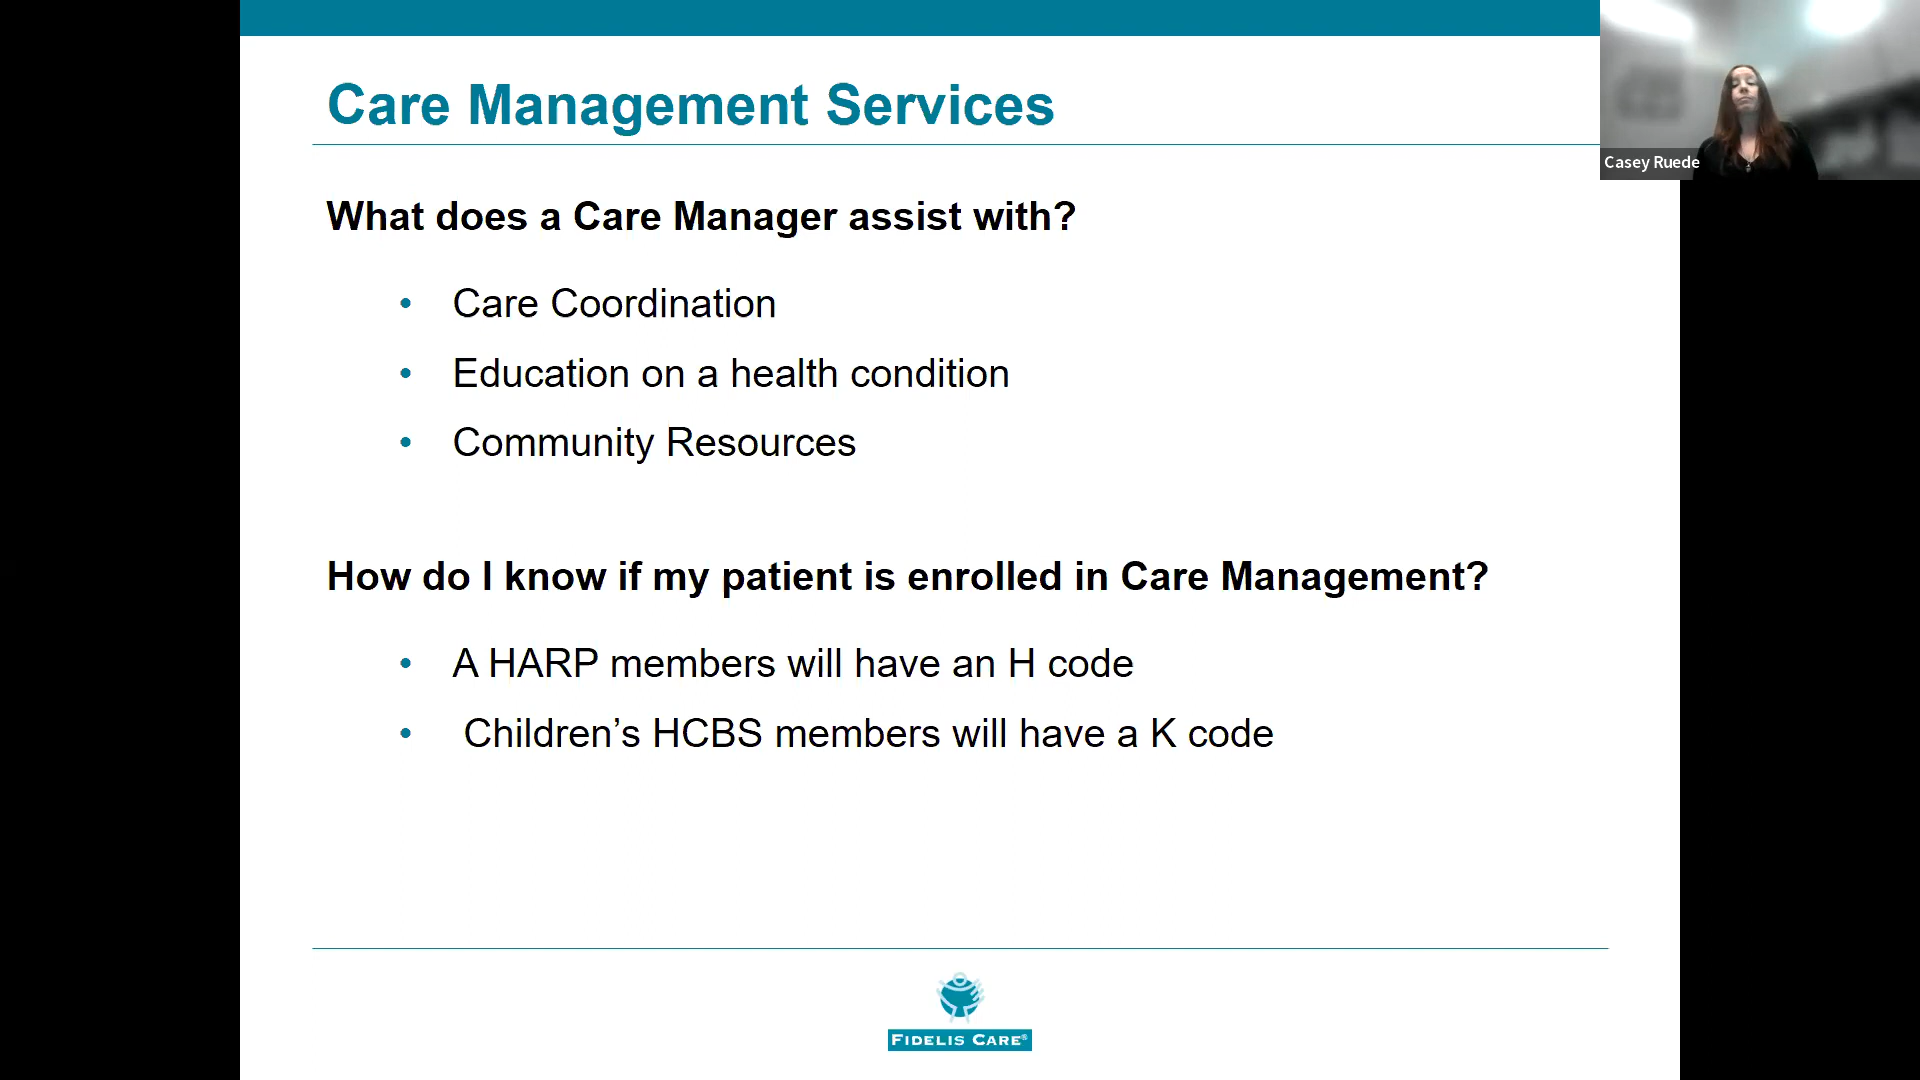 Care Management Services
Casey Ruede
What does a Care Manager assist with?
• Care Coordination
• Education on a health condition
• Community Resources
How do I know if my patient is enrolled in Care Management?
• A HARP members will have an H code
• Children’s HCBS members will have a K code
FIDELIS CARE®